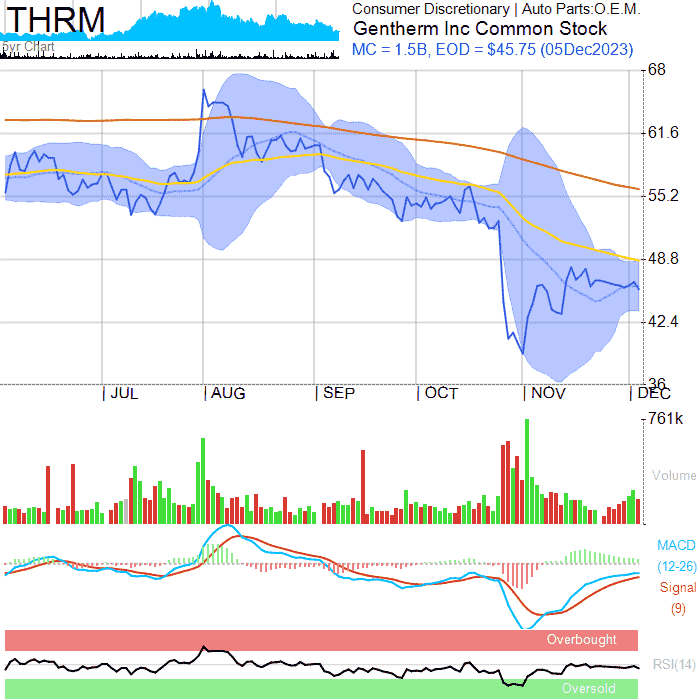 THRM
5yr Chart
Consumer Discretionary | Auto Parts:O.E.M.
Gentherm Inc Common Stock
MC = 1.5B, EOD = $45.75 (05Dec2023)
68
61.6
55.2
48.8
42.4
36
JUL AUG SEP OCT NOV DEC
761k
Volume
MACD
(12-26)
Signal
(9)
Overbought
RSI(14)
Oversold